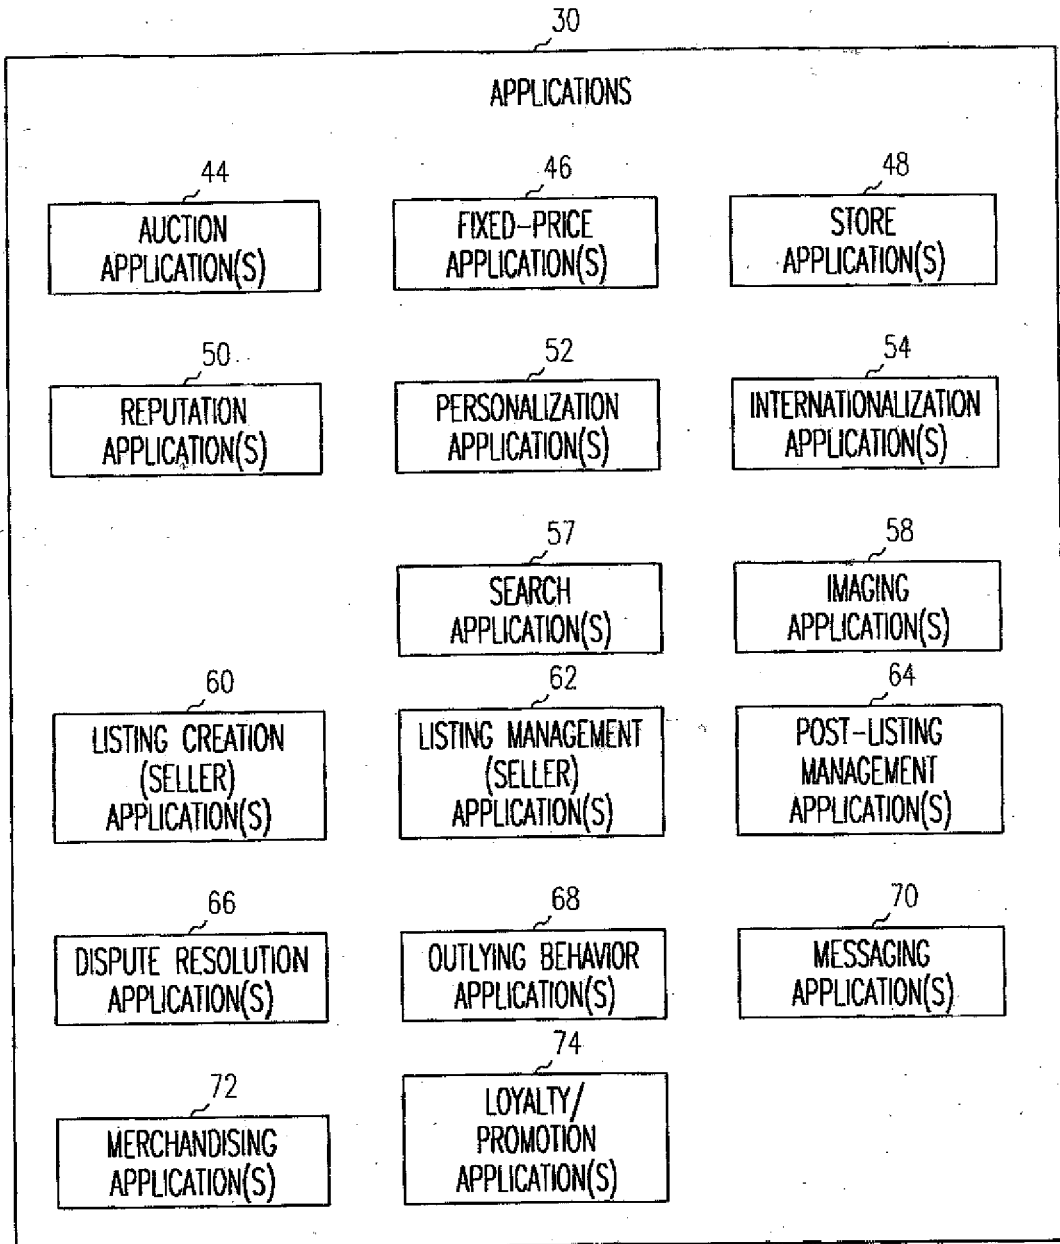 30
APPLICATIONS
44
AUCTION
APPLICATION(S)
46
FIXED-PRICE
APPLICATION(S)
48
STORE
APPLICATION(S)
50
REPUTATION
APPLICATION(S)
52
PERSONALIZATION
APPLICATION(S)
54
INTERNATIONALIZATION
APPLICATION(S)
57
SEARCH
APPLICATION(S)
58
IMAGING
APPLICATION(S)
60
LISTING CREATION
(SELLER)
APPLICATION(S)
62
LISTING MANAGEMENT
(SELLER)
APPLICATION(S)
64
POST-LISTING
MANAGEMENT
APPLICATION(S)
66
DISPUTE RESOLUTION
APPLICATION(S)
68
OUTLYING BEHAVIOR
APPLICATION(S)
70
MESSAGING
APPLICATION(S)
72
MERCHANDISING
APPLICATION(S)
74
LOYALTY/
PROMOTION
APPLICATION(S)